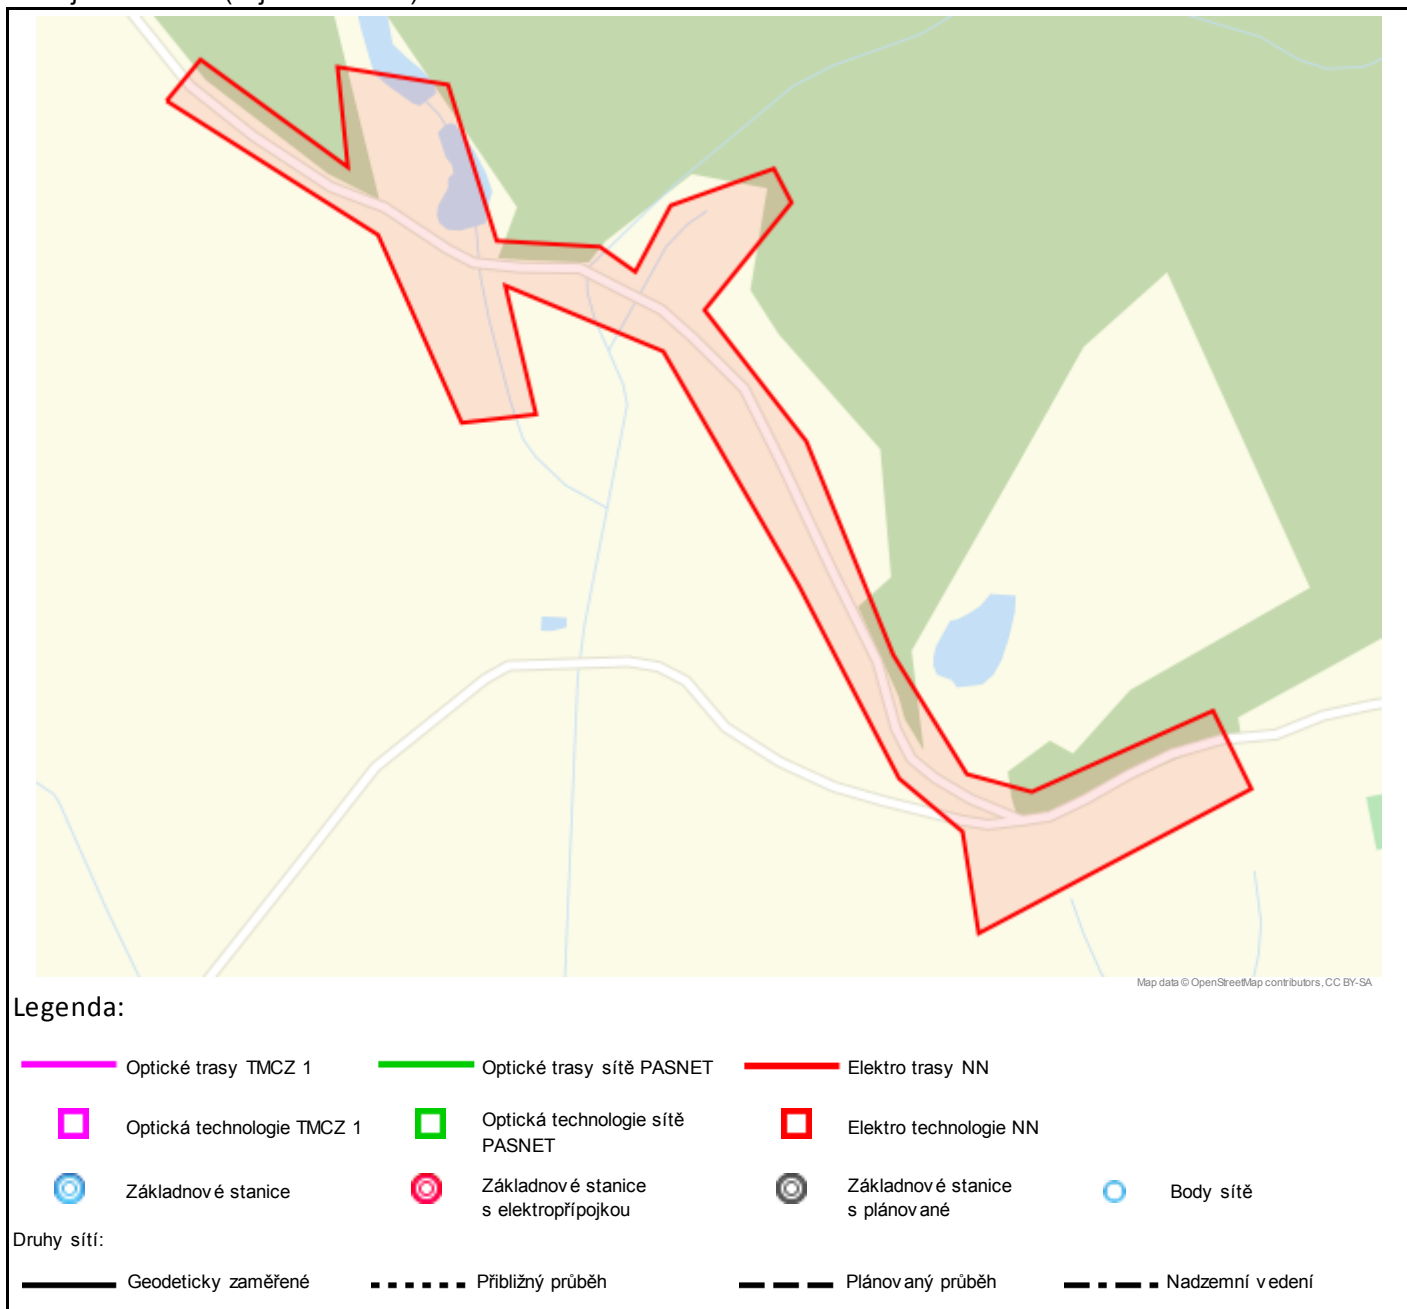 Map data © OpenStreetMap contributors, CC BY-SA
Legenda:
Optické trasy TMCZ 1
Optické trasy sítě PASNET
Elektro trasy NN
Optická technologie TMCZ 1
Optická technologie sítě
PASNET
Elektro technologie NN
Základnové stanice
Základnové stanice
s elektropřípojkou
Základnové stanice
s plánované
Body sítě
Druhy sítí:
Geodeticky zaměřené
Přibližný průběh
Plánovaný průběh
Nadzemní vedení